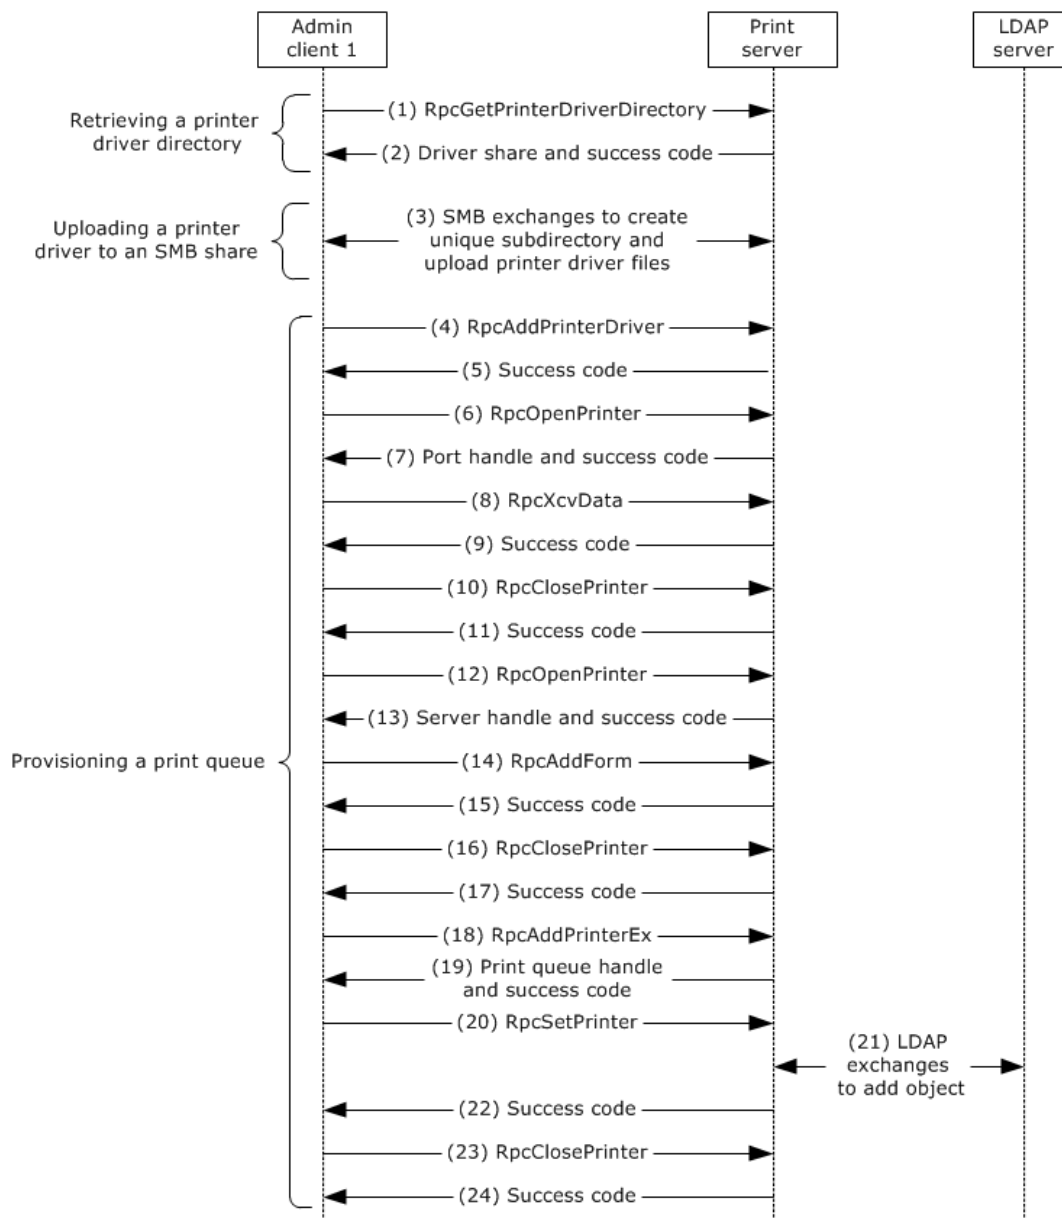 Admin
client 1
Print
server
LDAP
server
Retrieving a printer
driver directory
(1) RpcGetPrinterDriverDirectory
(2) Driver share and success code
Uploading a printer
driver to an SMB share
(3) SMB exchanges to create
unique subdirectory and
upload printer driver files
Provisioning a print queue
(4) RpcAddPrinterDriver
(5) Success code
(6) RpcOpenPrinter
(7) Port handle and success code
(8) RpcXcvData
(9) Success code
(10) RpcClosePrinter
(11) Success code
(12) RpcOpenPrinter
(13) Server handle and success code
(14) RpcAddForm
(15) Success code
(16) RpcClosePrinter
(17) Success code
(18) RpcAddPrinterEx
(19) Print queue handle
and success code
(20) RpcSetPrinter
(21) LDAP
exchanges
to add object
(22) Success code
(23) RpcClosePrinter
(24) Success code